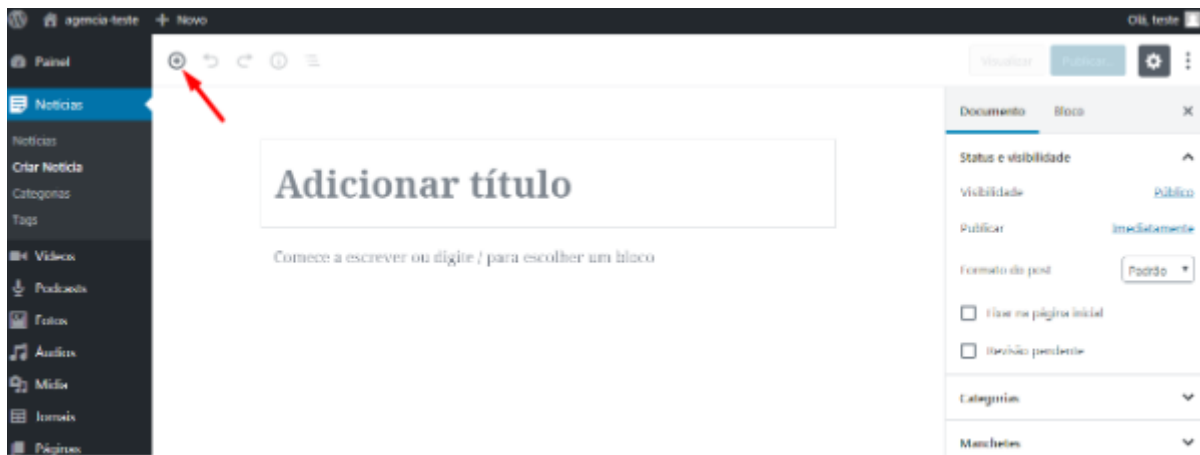 agencia-teste + Novo Olá, teste
Painel
Visualizar Publicar...
Notícias
Documento Bloco ×
Notícias
Status e visibilidade
Criar Notícia
Adicionar título
Visibilidade Público
Categorias
Tags
Publicar Imediatamente
Vídeos
Comece a escrever ou digite / para escolher um bloco
Formato do post Padrão
Podcasts
Fotos
Fixar na página inicial
Áudios
Revisão pendente
Mídia
Categorias
Jornais
Manchetes
Páginas